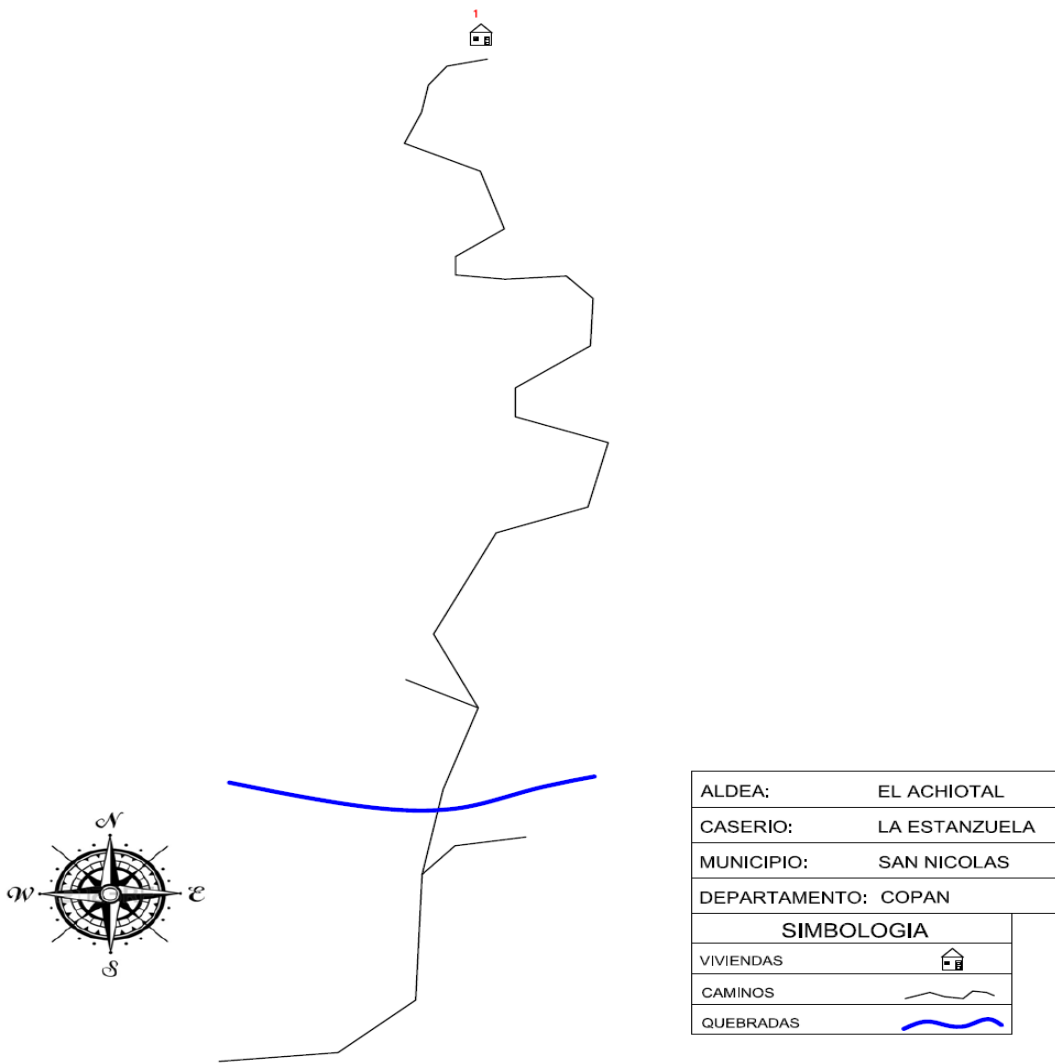 1
N
W E
S
ALDEA: EL ACHIOTAL
CASERIO: LA ESTANZUELA
MUNICIPIO: SAN NICOLAS
DEPARTAMENTO: COPAN
SIMBOLOGIA
VIVIENDAS
CAMINOS
QUEBRADAS